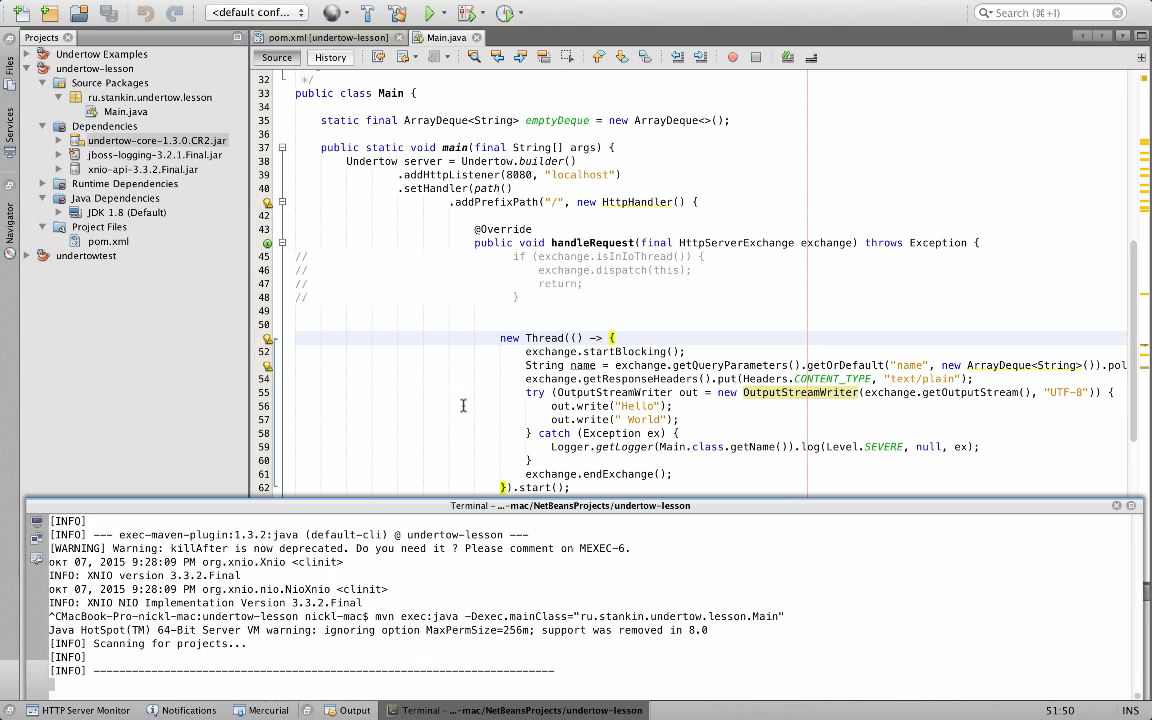 <default conf...
Search (⌘+I)
Projects
pom.xml [undertow-lesson]
Main.java
Source
History
Files
Services
Navigator
Undertow Examples
undertow-lesson
Source Packages
ru.stankin.undertow.lesson
Main.java
Dependencies
undertow-core-1.3.0.CR2.jar
jboss-logging-3.2.1.Final.jar
xnio-api-3.3.2.Final.jar
Runtime Dependencies
Java Dependencies
JDK 1.8 (Default)
Project Files
pom.xml
undertowtest
32 */
33 public class Main {
34
35 static final ArrayDeque<String> emptyDeque = new ArrayDeque<>();
36
37 public static void main(final String[] args) {
38 Undertow server = Undertow.builder()
39 .addHttpListener(8080, "localhost")
40 .setHandler(path()
.addPrefixPath("/", new HttpHandler() {
42
43 @Override
public void handleRequest(final HttpServerExchange exchange) throws Exception {
45 // if (exchange.isInIoThread()) {
46 // exchange.dispatch(this);
47 // return;
48 // }
49
50
new Thread(() -> {
52 exchange.startBlocking();
String name = exchange.getQueryParameters().getOrDefault("name", new ArrayDeque<String>()).pol
54 exchange.getResponseHeaders().put(Headers.CONTENT_TYPE, "text/plain");
55 try (OutputStreamWriter out = new OutputStreamWriter(exchange.getOutputStream(), "UTF-8")) {
56 out.write("Hello");
57 out.write(" World");
58 } catch (Exception ex) {
59 Logger.getLogger(Main.class.getName()).log(Level.SEVERE, null, ex);
60 }
61 exchange.endExchange();
62 }).start();
Terminal - ...-mac/NetBeansProjects/undertow-lesson
[INFO]
[INFO] --- exec-maven-plugin:1.3.2:java (default-cli) @ undertow-lesson ---
[WARNING] Warning: killAfter is now deprecated. Do you need it ? Please comment on MEXEC-6.
окт 07, 2015 9:28:09 PM org.xnio.Xnio <clinit>
INFO: XNIO version 3.3.2.Final
окт 07, 2015 9:28:09 PM org.xnio.nio.NioXnio <clinit>
INFO: XNIO NIO Implementation Version 3.3.2.Final
^CMacBook-Pro-nickl-mac:undertow-lesson nickl-mac$ mvn exec:java -Dexec.mainClass="ru.stankin.undertow.lesson.Main"
Java HotSpot(TM) 64-Bit Server VM warning: ignoring option MaxPermSize=256m; support was removed in 8.0
[INFO] Scanning for projects...
[INFO]
[INFO] ------------------------------------------------------------------------
HTTP Server Monitor
Notifications
Mercurial
Output
Terminal - ...-mac/NetBeansProjects/undertow-lesson
51:50
INS